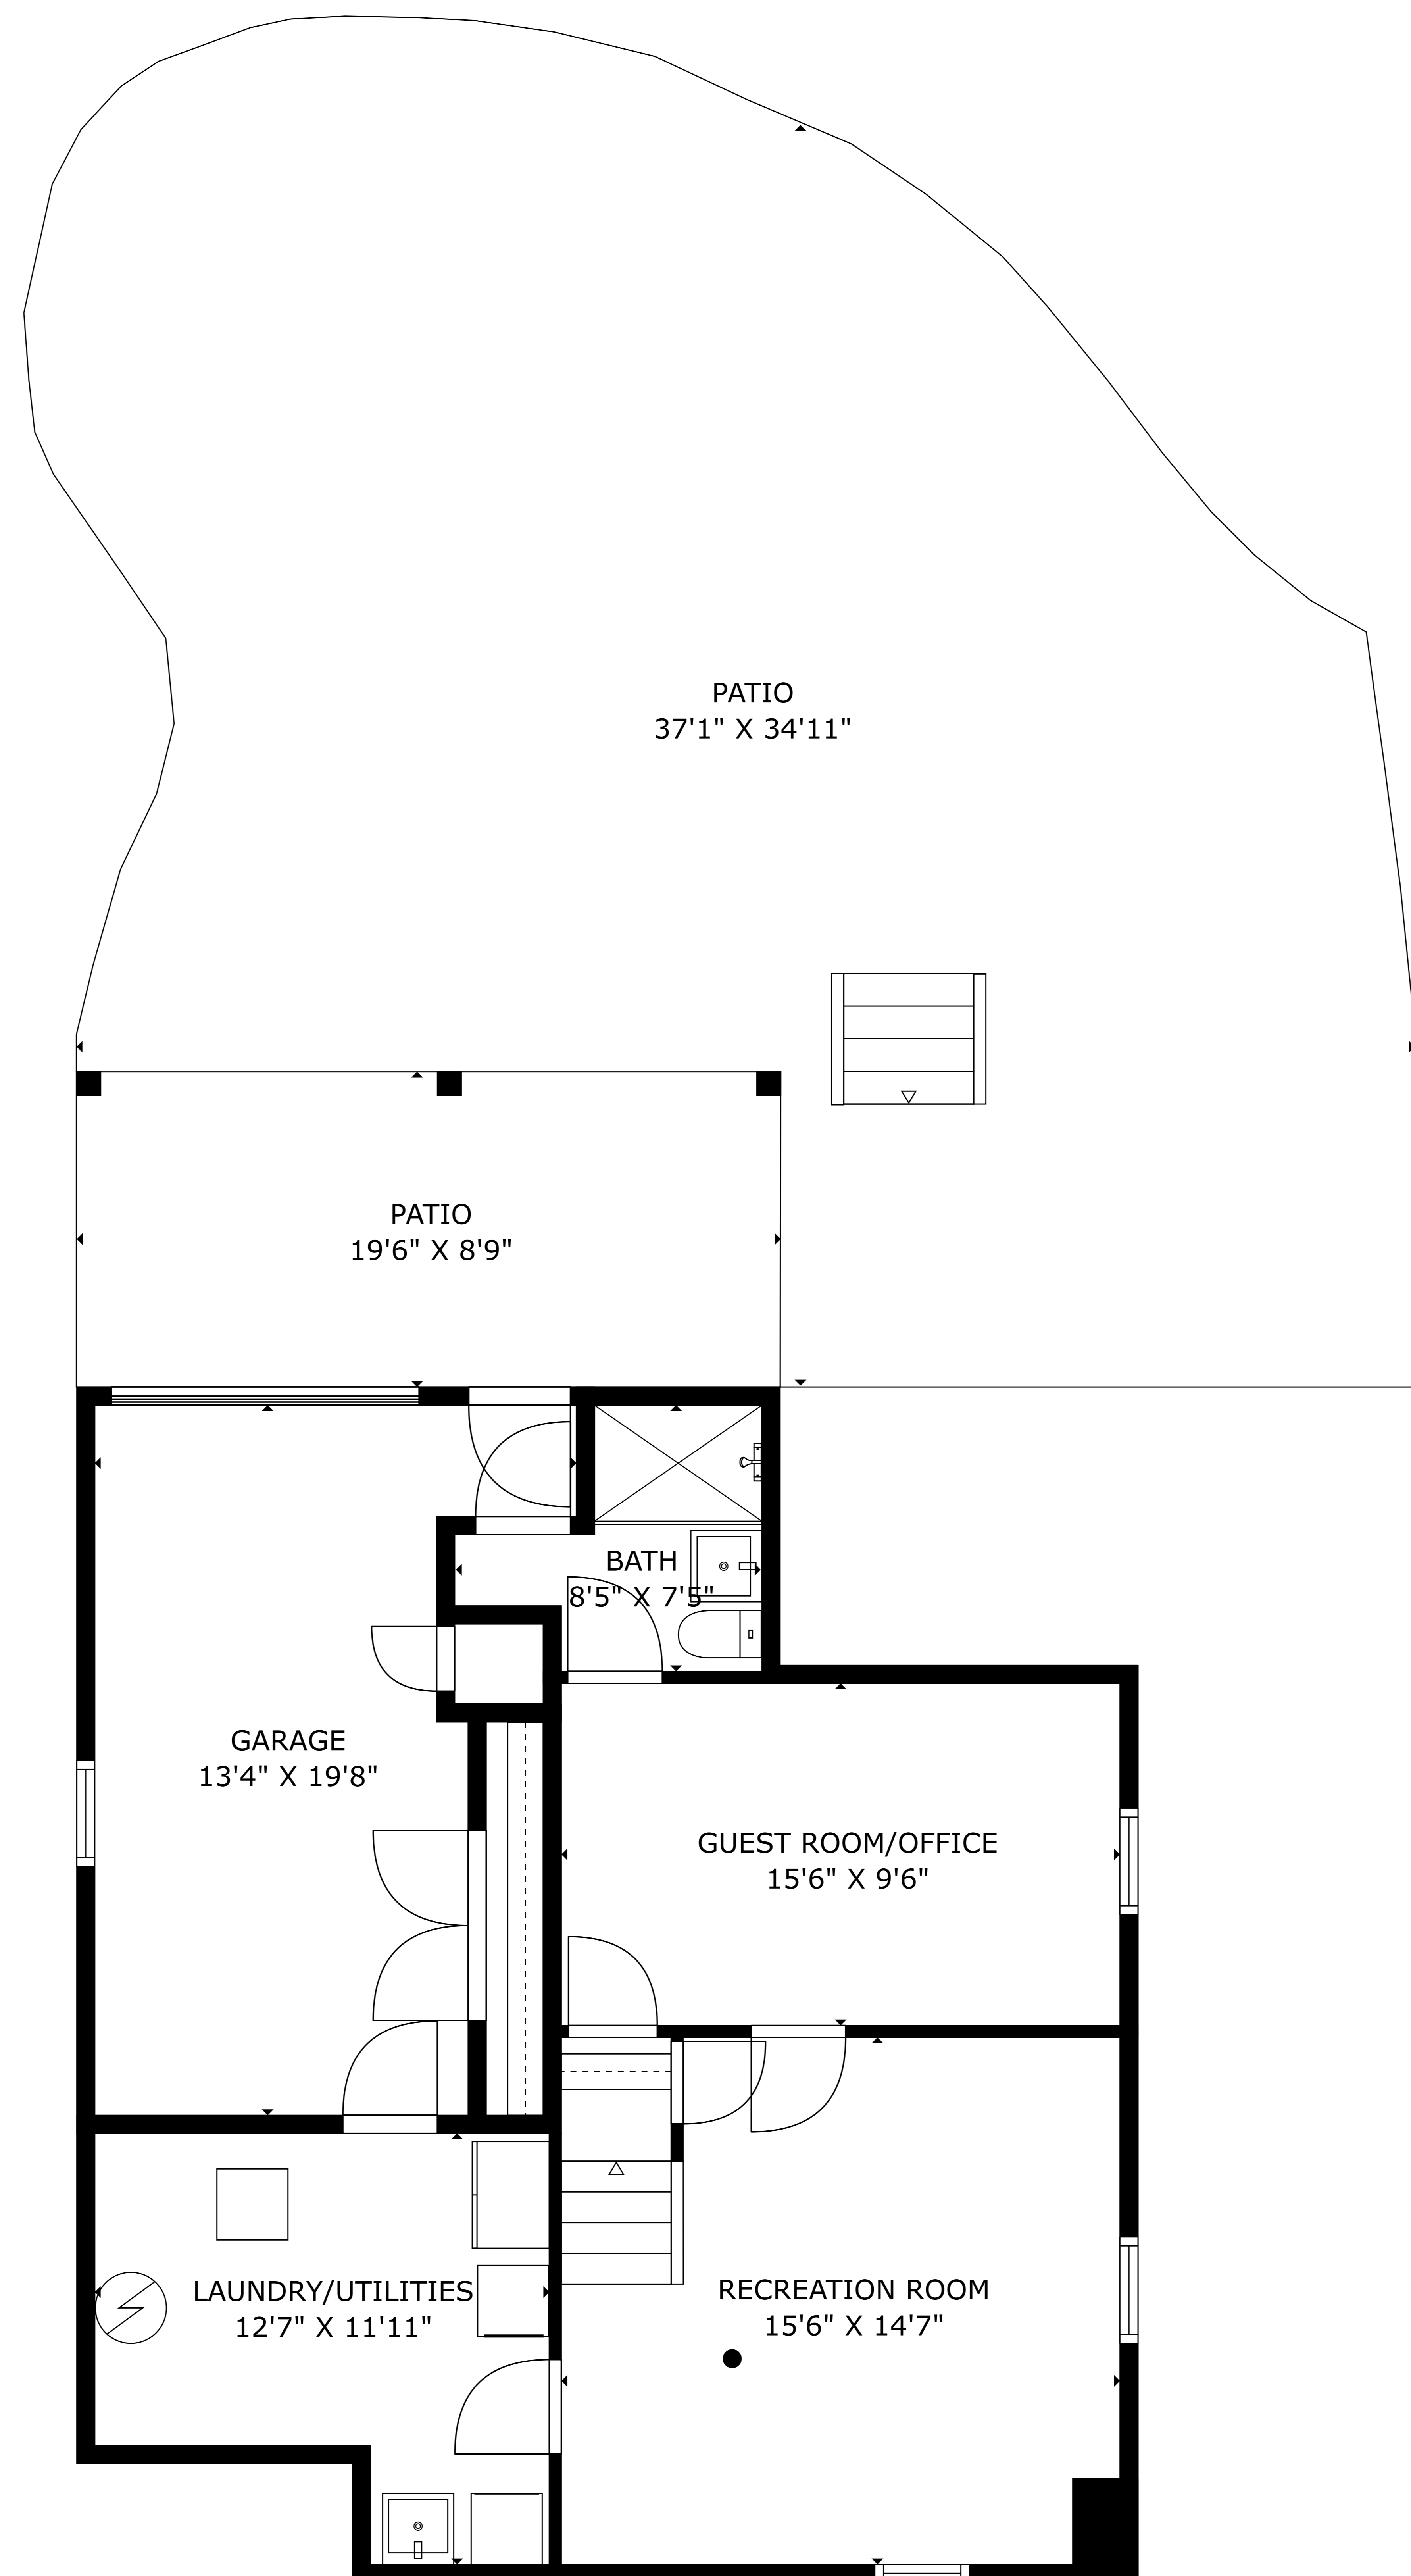 PATIO
37'1" X 34'11"
PATIO
19'6" X 8'9"
BATH
8'5" X 7'5"
GARAGE
13'4" X 19'8"
GUEST ROOM/OFFICE
15'6" X 9'6"
LAUNDRY/UTILITIES
12'7" X 11'11"
RECREATION ROOM
15'6" X 14'7"